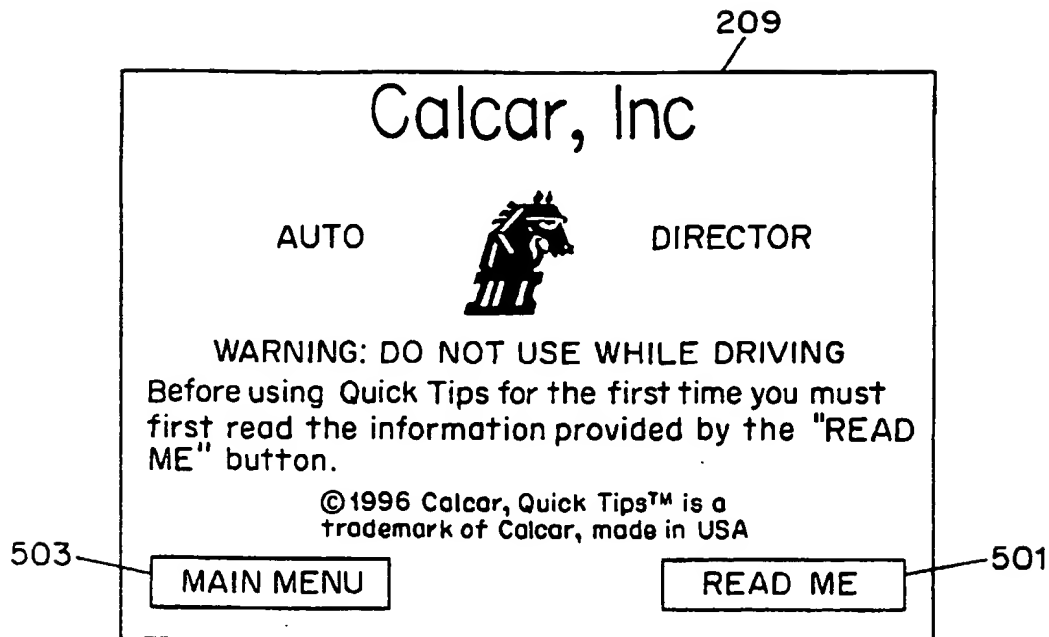 209
Calcar, Inc
AUTO DIRECTOR
WARNING: DO NOT USE WHILE DRIVING
Before using Quick Tips for the first time you must
first read the information provided by the "READ
ME" button.
©1996 Calcar, Quick Tips™ is a
trademark of Calcar, made in USA
503 MAIN MENU READ ME 501